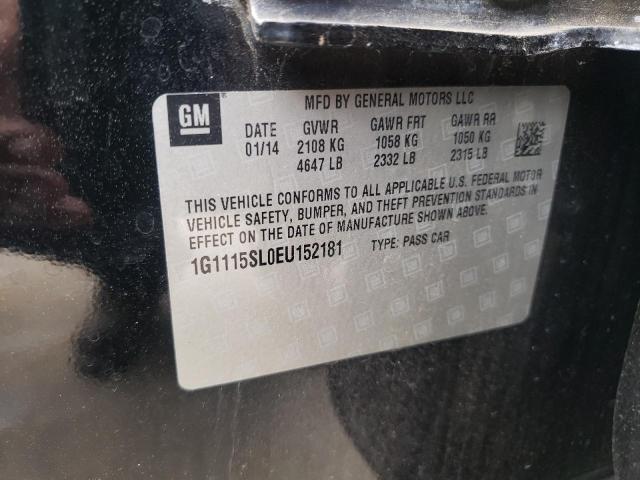 GM
MFD BY GENERAL MOTORS LLC
DATE GVWR GAWR FRT GAWR RR
01/14 2108 KG 1058 KG 1050 KG
4647 LB 2332 LB 2315 LB
THIS VEHICLE CONFORMS TO ALL APPLICABLE U.S. FEDERAL MOTOR
VEHICLE SAFETY, BUMPER, AND THEFT PREVENTION STANDARDS IN
EFFECT ON THE DATE OF MANUFACTURE SHOWN ABOVE.
1G1115SL0EU152181 TYPE: PASS CAR